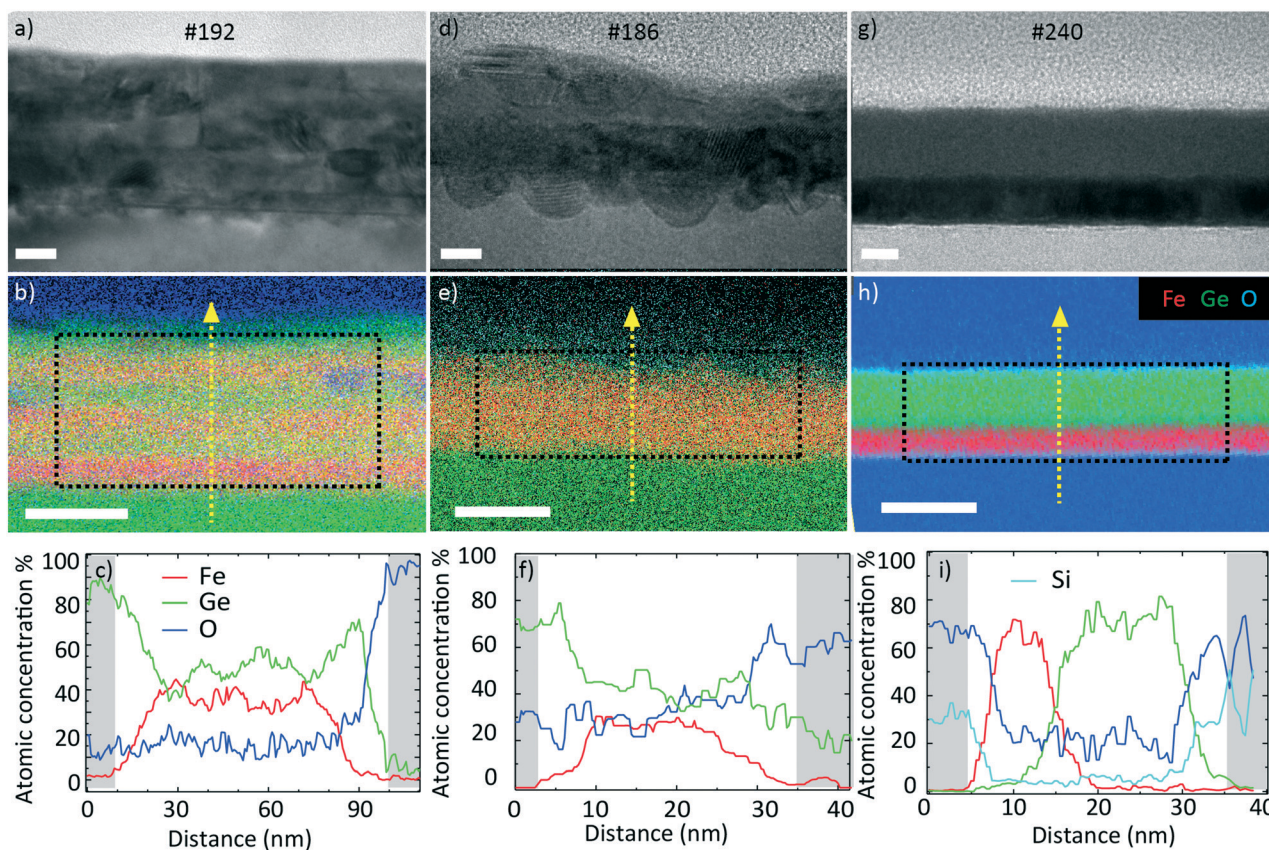 a) #192
d) #186
g) #240
b)
e)
h) Fe Ge O
Atomic concentration %
100
80
60
40
20
0
c)
Fe
Ge
O
0 30 60 90
Distance (nm)
Atomic concentration %
100
80
60
40
20
0
f)
0 10 20 30 40
Distance (nm)
Atomic concentration %
100
80
60
40
20
0
i)
Si
0 10 20 30 40
Distance (nm)